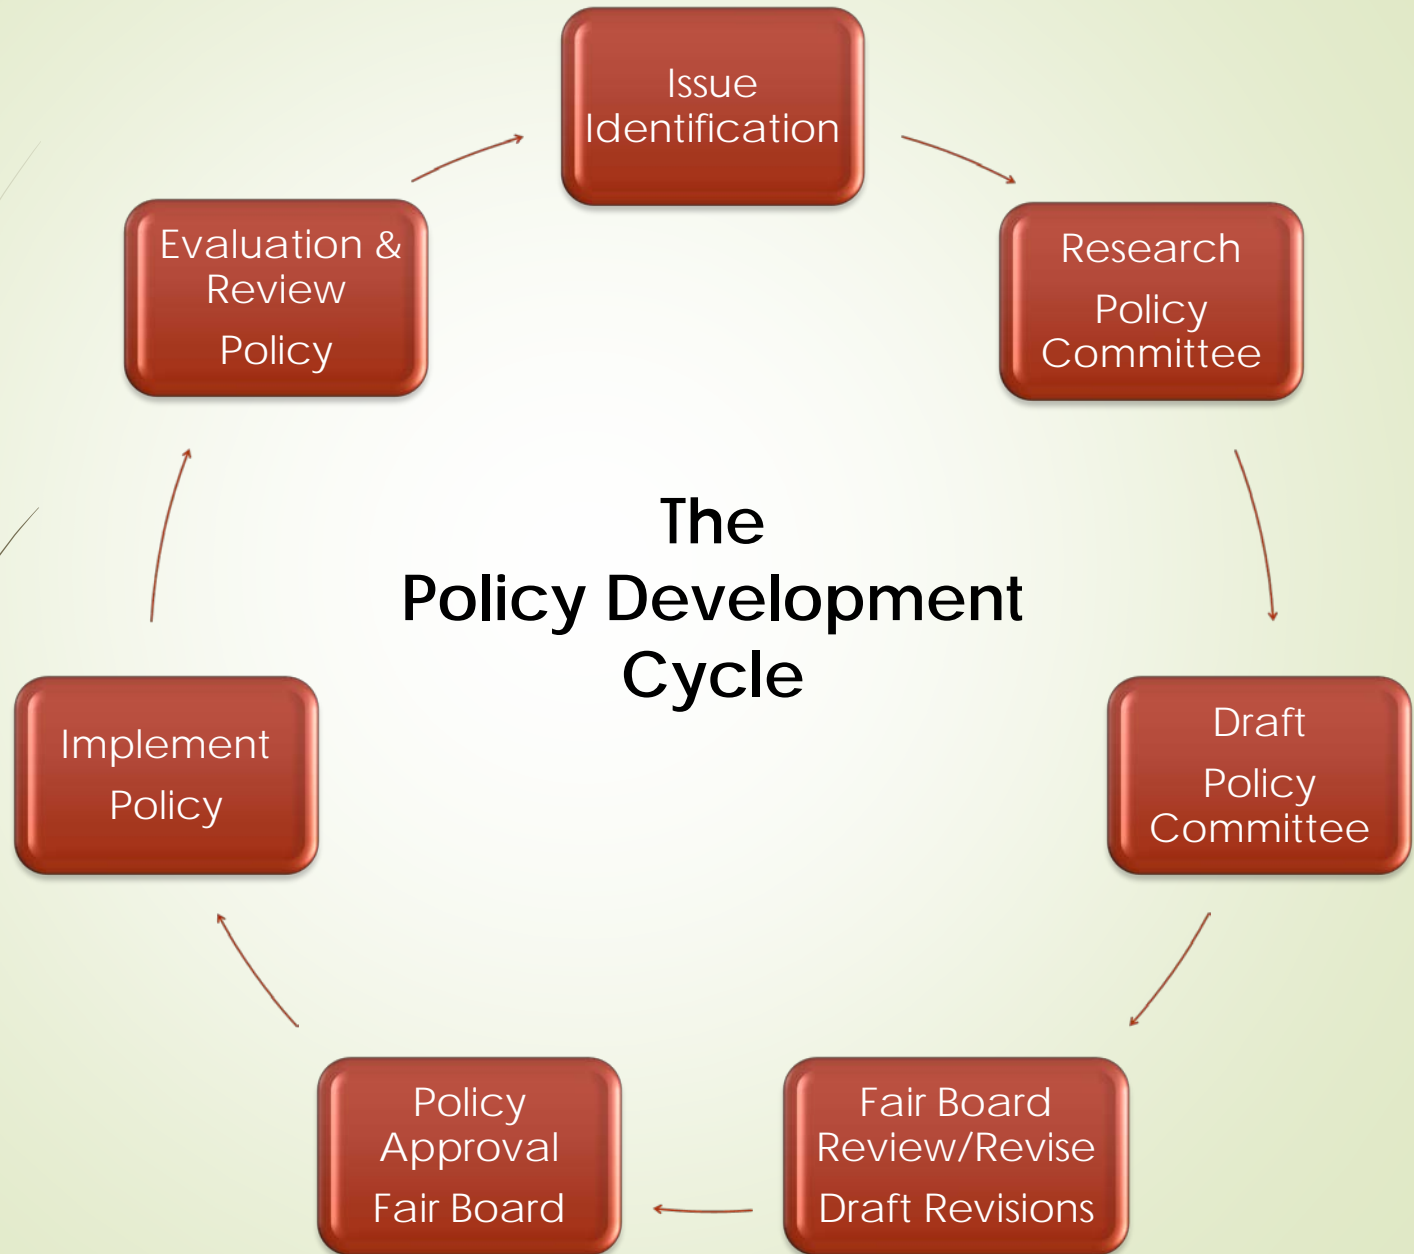 Issue
Identification
Research
Policy
Committee
Draft
Policy
Committee
Fair Board
Review/Revise
Draft Revisions
Policy
Approval
Fair Board
Implement
Policy
Evaluation &
Review
Policy
The
Policy Development
Cycle